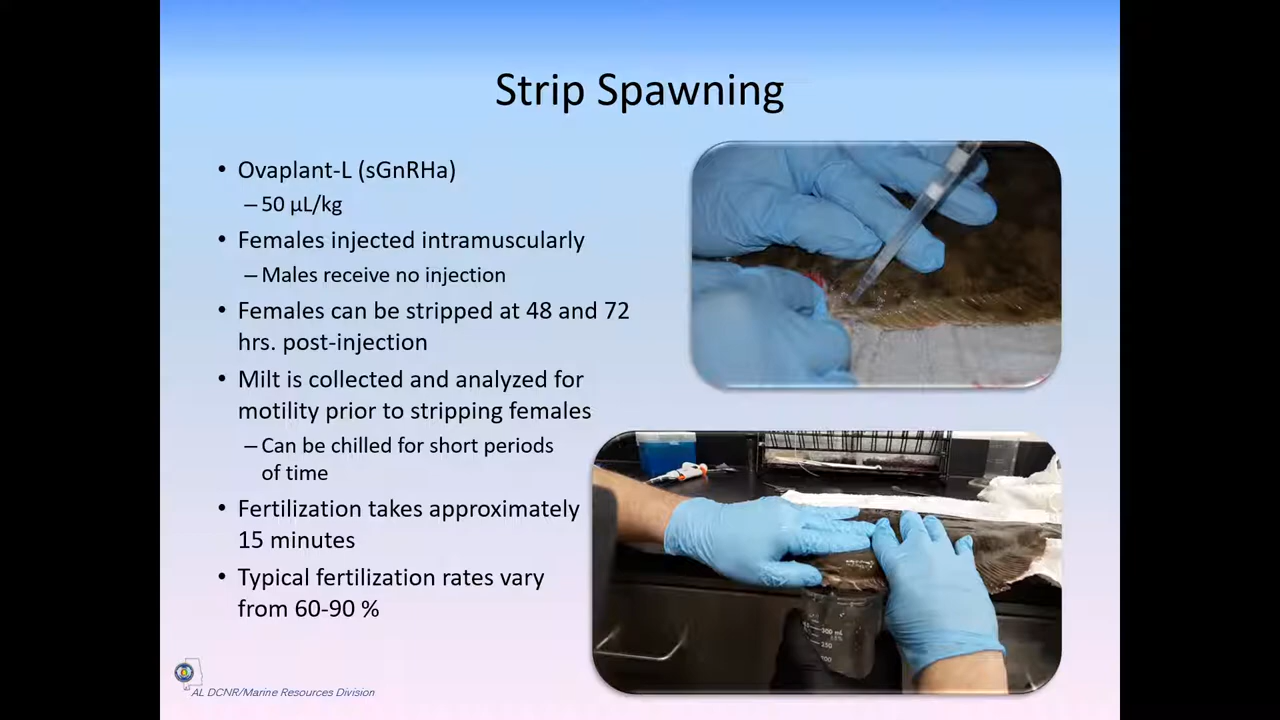 Strip Spawning
• Ovaplant-L (sGnRHa)
– 50 µL/kg
• Females injected intramuscularly
– Males receive no injection
• Females can be stripped at 48 and 72
hrs. post-injection
• Milt is collected and analyzed for
motility prior to stripping females
– Can be chilled for short periods
of time
• Fertilization takes approximately
15 minutes
• Typical fertilization rates vary
from 60-90 %
AL DCNR/Marine Resources Division
150